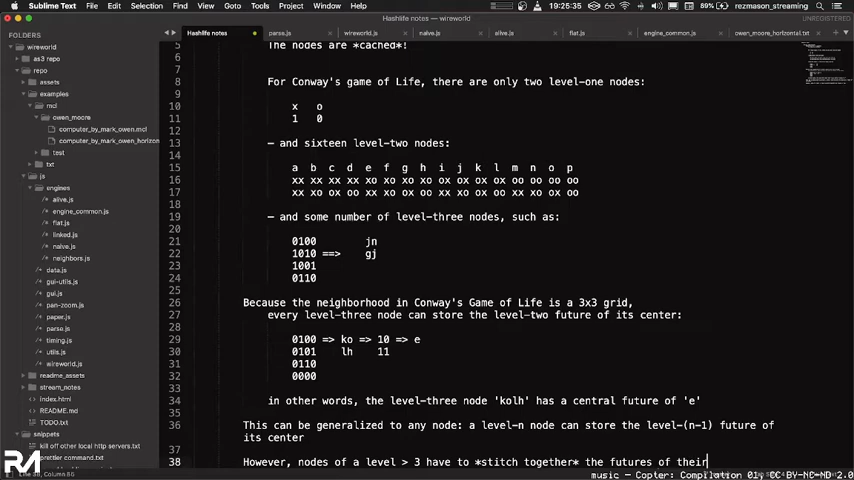 Sublime Text File Edit Selection Find View Goto Tools Project Window Help 89% 19:25:35 rezmason_streaming
Hashlife notes — wireworld UNREGISTERED
FOLDERS
Hashlife notes parse.js wireworld.js naive.js alive.js flat.js engine_common.js owen_moore_horizontal.txt
wireworld
as3 repo
repo
assets
examples
mcl
owen_moore
computer_by_mark_owen.mcl
computer_by_mark_owen_horizon
test
txt
js
engines
alive.js
engine_common.js
flat.js
linked.js
naive.js
neighbors.js
data.js
gui-utils.js
gui.js
pan-zoom.js
paper.js
parse.js
timing.js
utils.js
wireworld.js
readme_assets
stream_notes
index.html
README.md
TODO.txt
snippets
kill off other local http servers.txt
prettier command.txt
5 The nodes are *cached*!
6
7
8 For Conway's game of Life, there are only two level-one nodes:
9
10 x o
11 1 0
12
13 — and sixteen level-two nodes:
14
15 a b c d e f g h i j k l m n o p
16 xx xx xx xx xo xo xo xo ox ox ox ox oo oo oo oo
17 xx xo ox oo xx xo ox oo xx xo ox oo xx xo ox oo
18
19 — and some number of level-three nodes, such as:
20
21 0100 jn
22 1010 ==> gj
23 1001
24 0110
25
26 Because the neighborhood in Conway's Game of Life is a 3x3 grid,
27 every level-three node can store the level-two future of its center:
28
29 0100 => ko => 10 => e
30 0101 lh 11
31 0110
32 0000
33
34 in other words, the level-three node 'kolh' has a central future of 'e'
35
36 This can be generalized to any node: a level-n node can store the level-(n-1) future of
its center
37
38 However, nodes of a level > 3 have to *stitch together* the futures of their
RM
music — Copter: Compilation 01, CC BY-NC-ND 2.0